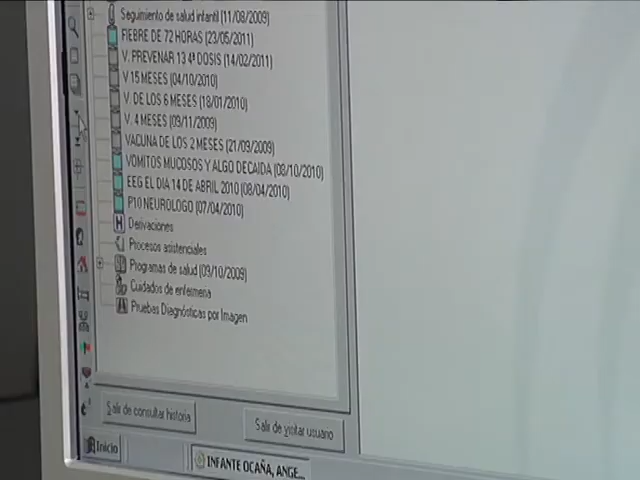 Seguimiento de salud infantil (11/08/2009)
FIEBRE DE 72 HORAS (23/05/2011)
V. PREVENAR 13 4ª DOSIS (14/02/2011)
V 15 MESES (04/10/2010)
V. DE LOS 6 MESES (18/01/2010)
V. 4 MESES (09/11/2009)
VACUNA DE LOS 2 MESES (21/09/2009)
VOMITOS MUCOSOS Y ALGO DECAIDA (08/10/2010)
EEG EL DIA 14 DE ABRIL 2010 (08/04/2010)
P10 NEUROLOGO (07/04/2010)
Derivaciones
Procesos asistenciales
Programas de salud (09/10/2009)
Cuidados de enfermería
Pruebas Diagnósticas por Imagen
Salir de consultar historia
Salir de visitar usuario
Inicio
INFANTE OCAÑA, ANGE...